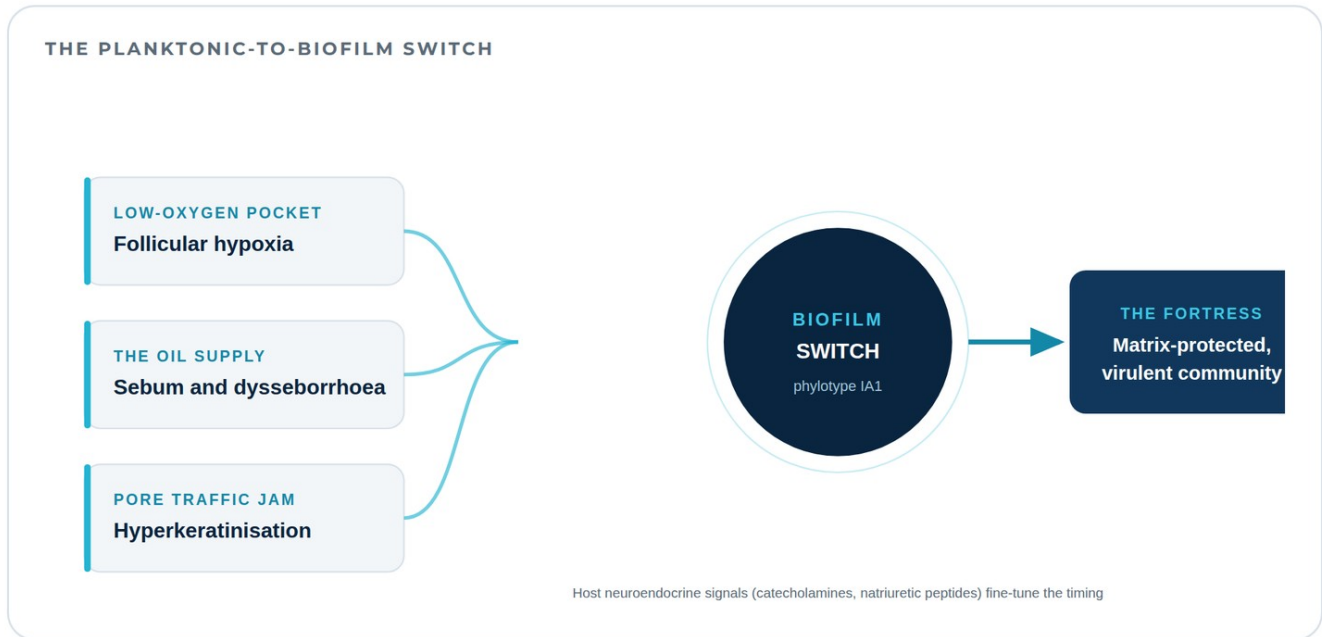 THE PLANKTONIC-TO-BIOFILM SWITCH
LOW-OXYGEN POCKET
Follicular hypoxia
THE OIL SUPPLY
Sebum and dysseborrhoea
PORE TRAFFIC JAM
Hyperkeratinisation
BIOFILM
SWITCH
phylotype IA1
THE FORTRESS
Matrix-protected,
virulent community
Host neuroendocrine signals (catecholamines, natriuretic peptides) fine-tune the timing